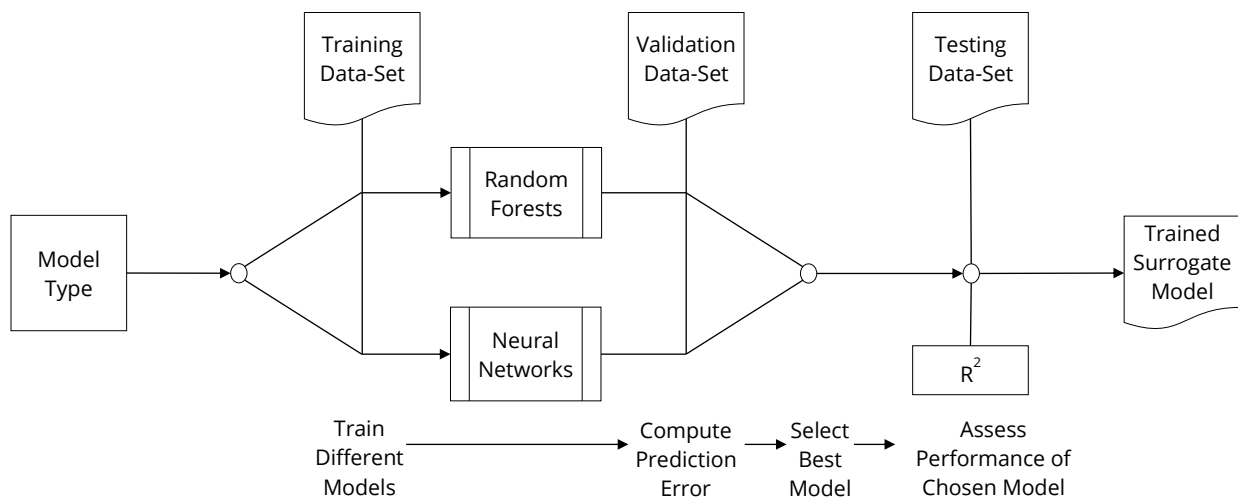 Training
Data-Set
Validation
Data-Set
Testing
Data-Set
Random
Forests
Model
Type
Trained
Surrogate
Model
Neural
Networks
R²
Train
Different
Models
Compute
Prediction
Error
Select
Best
Model
Assess
Performance of
Chosen Model